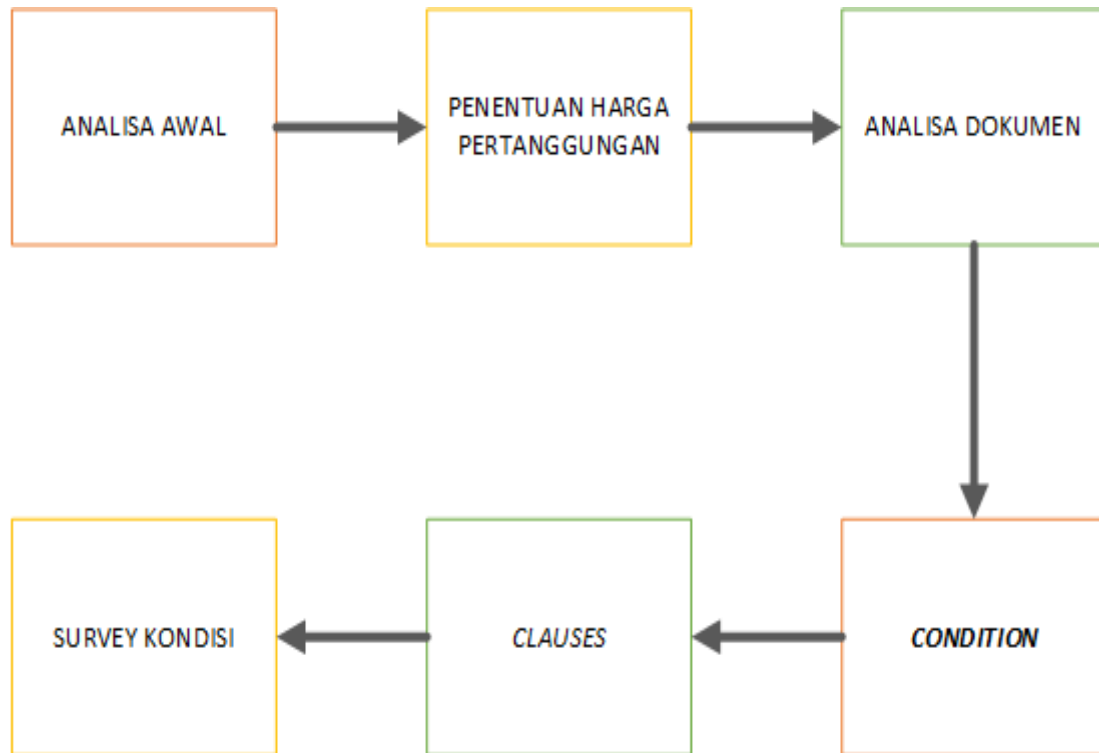 ANALISA AWAL
PENENTUAN HARGA
PERTANGGUNGAN
ANALISA DOKUMEN
CONDITION
CLAUSES
SURVEY KONDISI